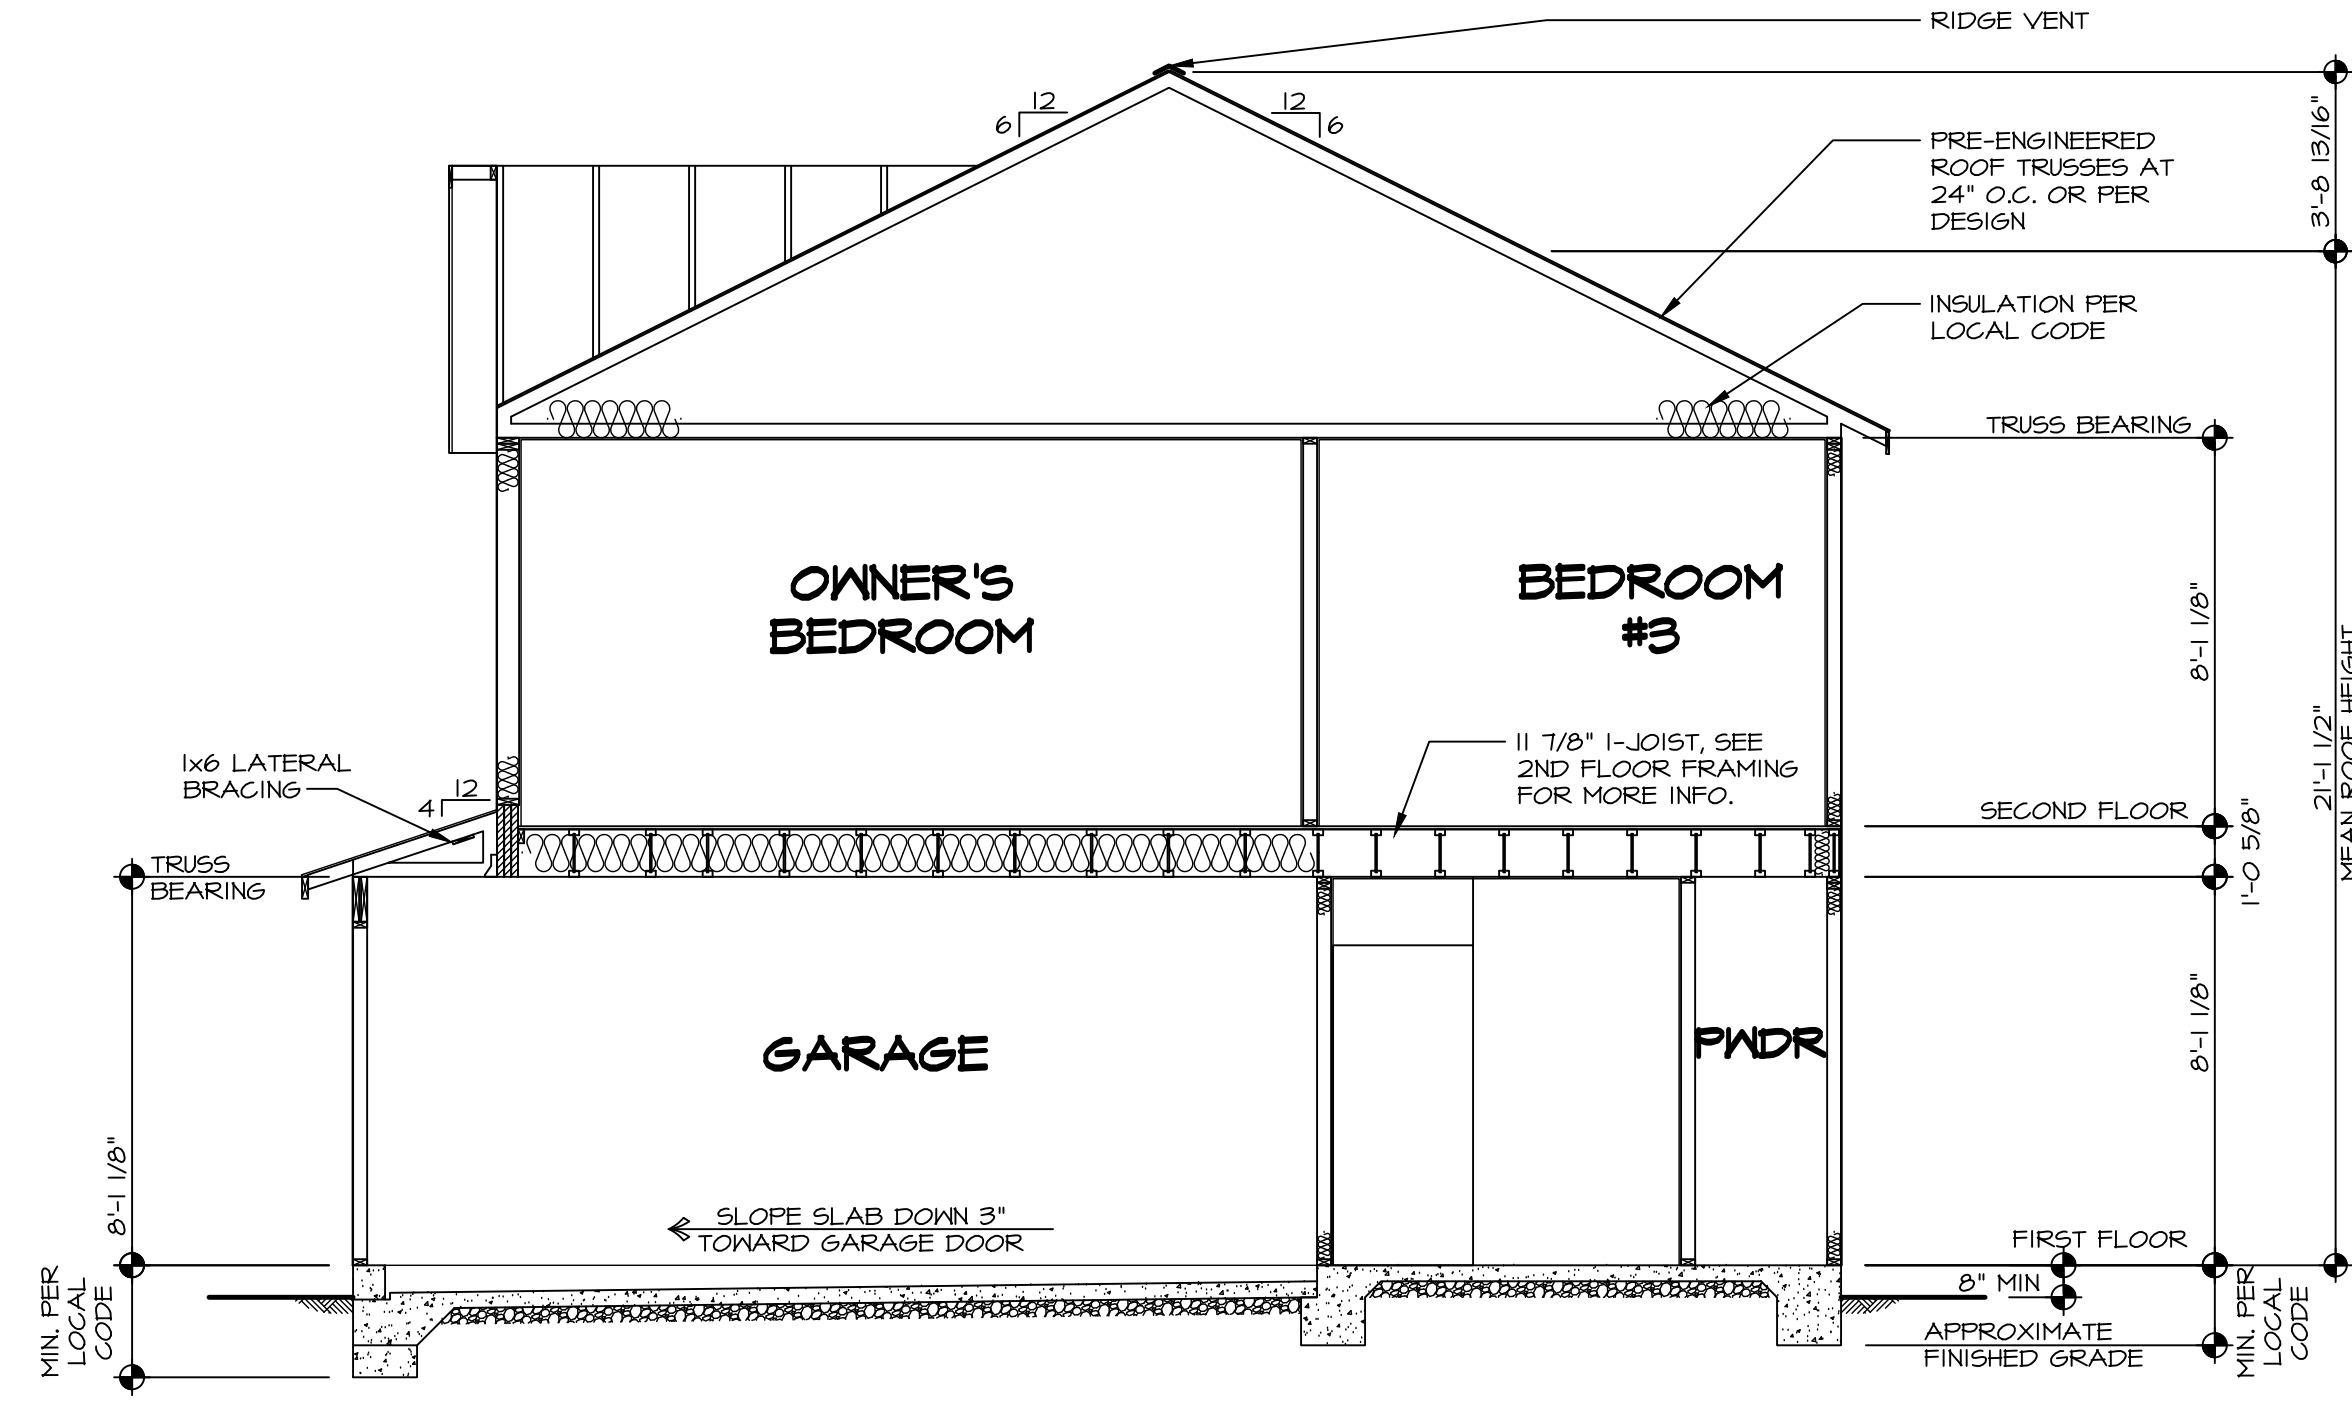 RIDGE VENT
12
6
12
6
3'-8 13/16"
PRE-ENGINEERED
ROOF TRUSSES AT
24" O.C. OR PER
DESIGN
INSULATION PER
LOCAL CODE
TRUSS BEARING
OWNER'S
BEDROOM
BEDROOM
#3
8'-1 1/8"
21'-1 1/2"
MEAN ROOF HEIGHT
11 7/8" I-JOIST, SEE
2ND FLOOR FRAMING
FOR MORE INFO.
1x6 LATERAL
BRACING
12
4
SECOND FLOOR
1'-0 5/8"
TRUSS
BEARING
GARAGE
PWDR
8'-1 1/8"
8'-1 1/8"
SLOPE SLAB DOWN 3"
TOWARD GARAGE DOOR
FIRST FLOOR
8" MIN
MIN. PER
LOCAL
CODE
MIN. PER
LOCAL
CODE
APPROXIMATE
FINISHED GRADE